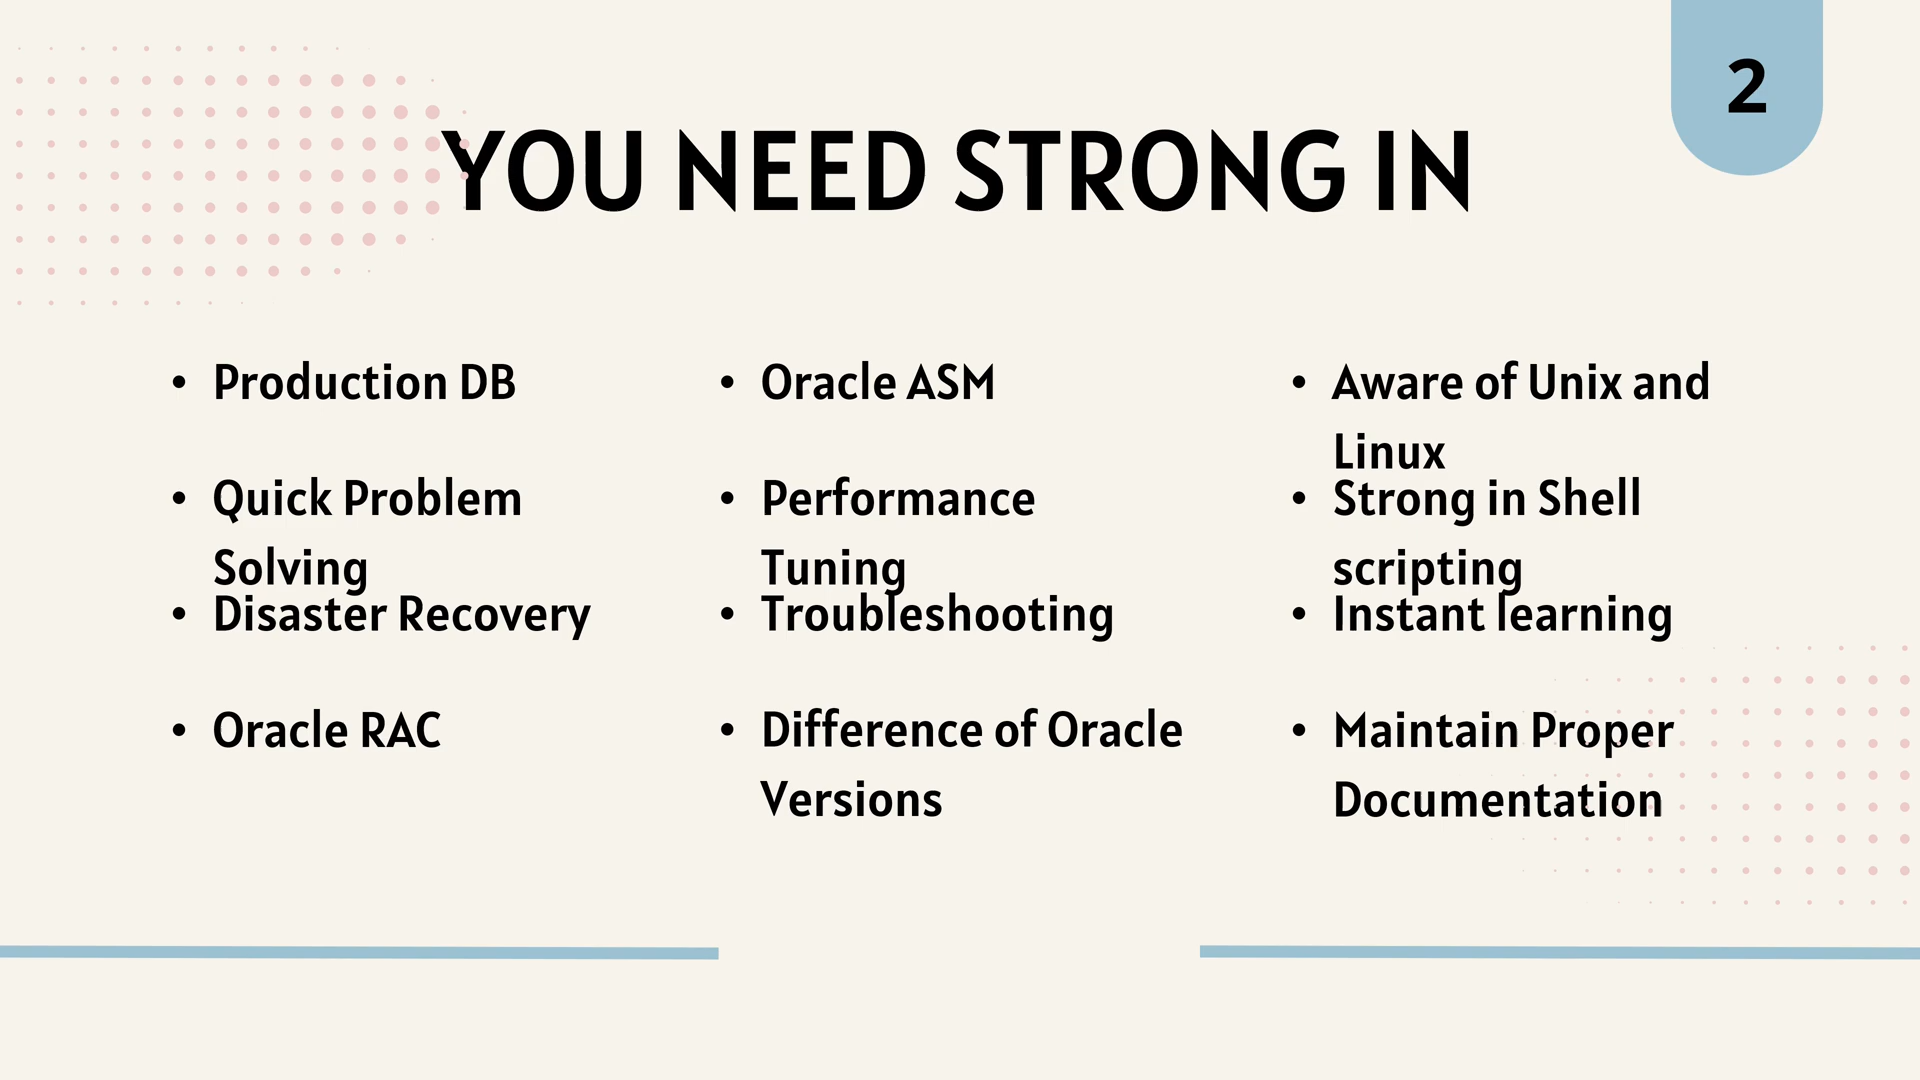 2
YOU NEED STRONG IN
• Production DB
• Quick Problem
Solving
• Disaster Recovery
• Oracle RAC
• Oracle ASM
• Performance
Tuning
• Troubleshooting
• Difference of Oracle
Versions
• Aware of Unix and
Linux
• Strong in Shell
scripting
• Instant learning
• Maintain Proper
Documentation